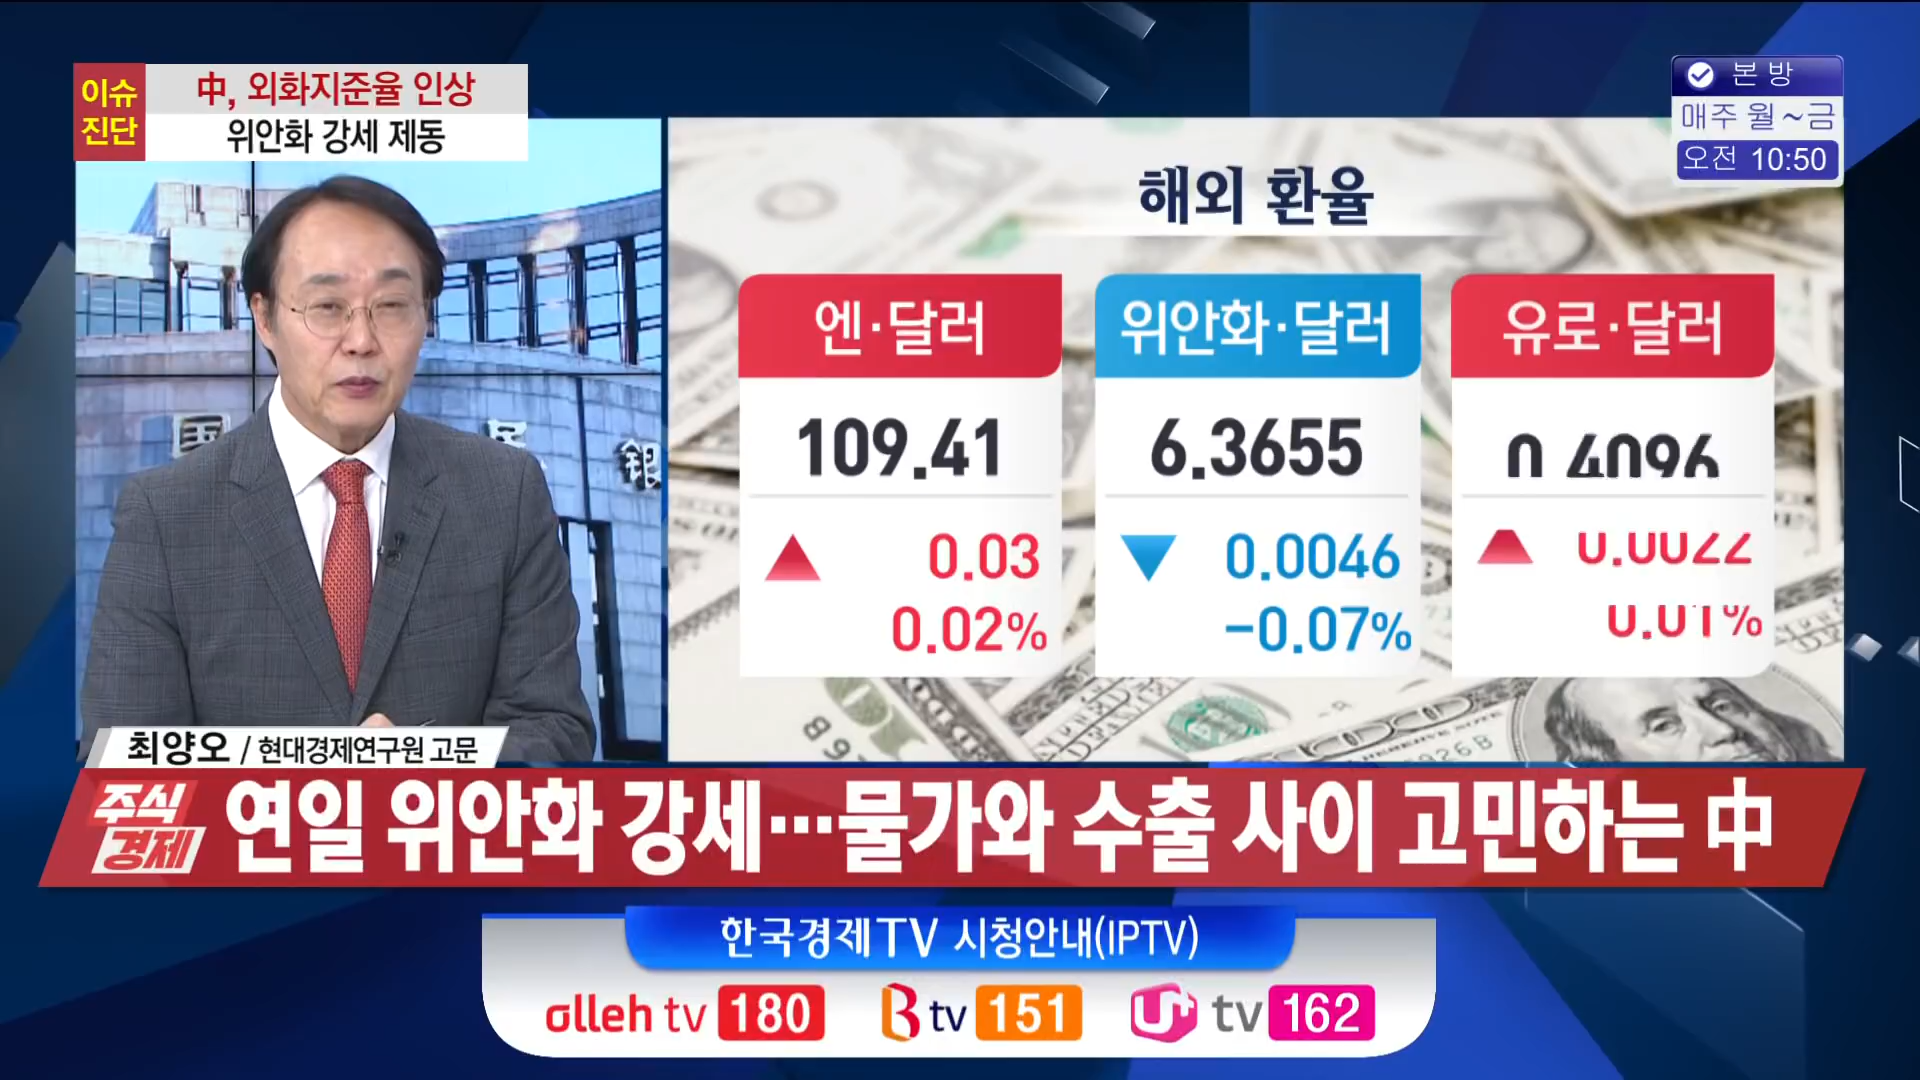 이슈
진단
中, 외화지준율 인상
위안화 강세 제동
본 방
매주 월~금
오전 10:50
해외 환율
엔·달러
109.41
▲ 0.03
0.02%
위안화·달러
6.3655
▼ 0.0046
-0.07%
유로·달러
최양오 / 현대경제연구원 고문
주식
경제
연일 위안화 강세…물가와 수출 사이 고민하는 中
한국경제TV 시청안내(IPTV)
olleh tv 180
B tv 151
U+ tv 162
国
银